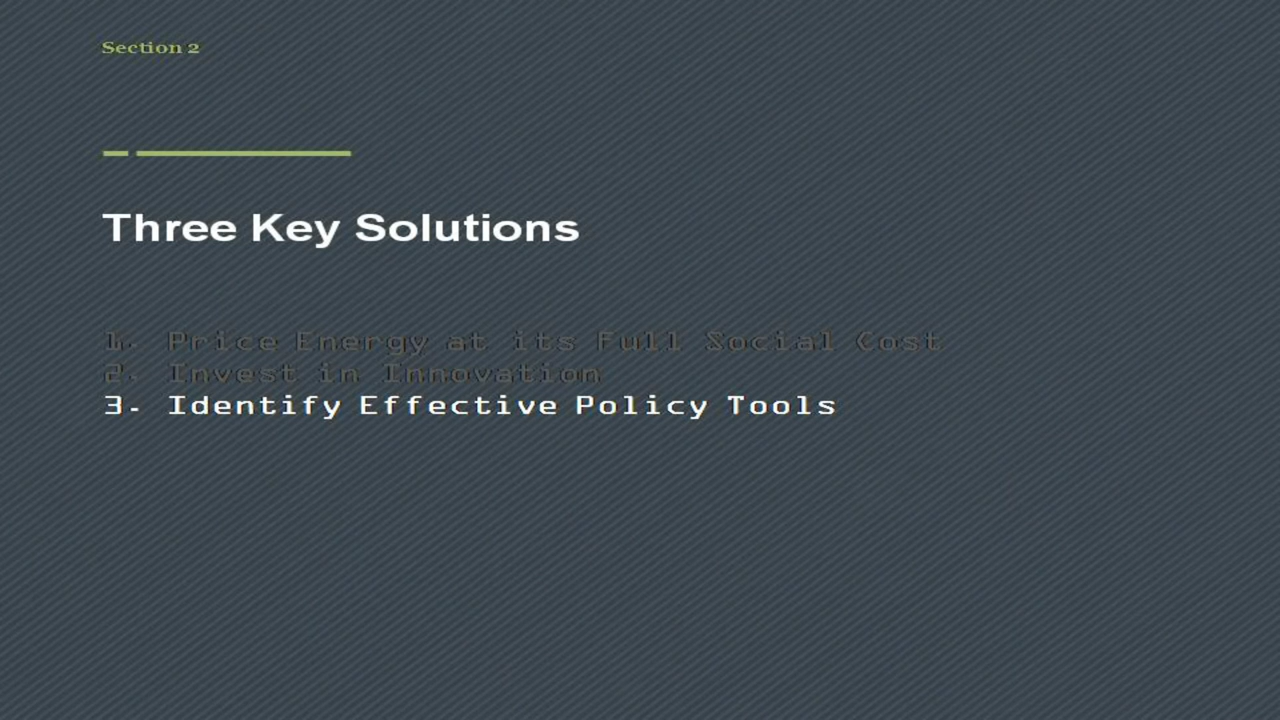 Section 2
Three Key Solutions
1. Price Energy at its Full Social Cost
2. Invest in Innovation
3. Identify Effective Policy Tools